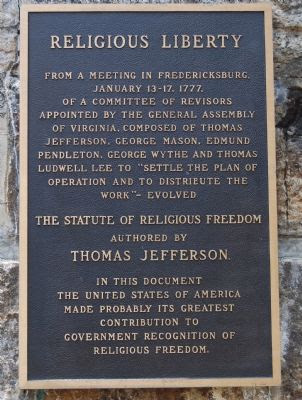 RELIGIOUS LIBERTY
FROM A MEETING IN FREDERICKSBURG,
JANUARY 13-17, 1777,
OF A COMMITTEE OF REVISORS
APPOINTED BY THE GENERAL ASSEMBLY
OF VIRGINIA, COMPOSED OF THOMAS
JEFFERSON, GEORGE MASON, EDMUND
PENDLETON, GEORGE WYTHE AND THOMAS
LUDWELL LEE TO "SETTLE THE PLAN OF
OPERATION AND TO DISTRIBUTE THE
WORK"- EVOLVED
THE STATUTE OF RELIGIOUS FREEDOM
AUTHORED BY
THOMAS JEFFERSON.
IN THIS DOCUMENT
THE UNITED STATES OF AMERICA
MADE PROBABLY ITS GREATEST
CONTRIBUTION TO
GOVERNMENT RECOGNITION OF
RELIGIOUS FREEDOM.